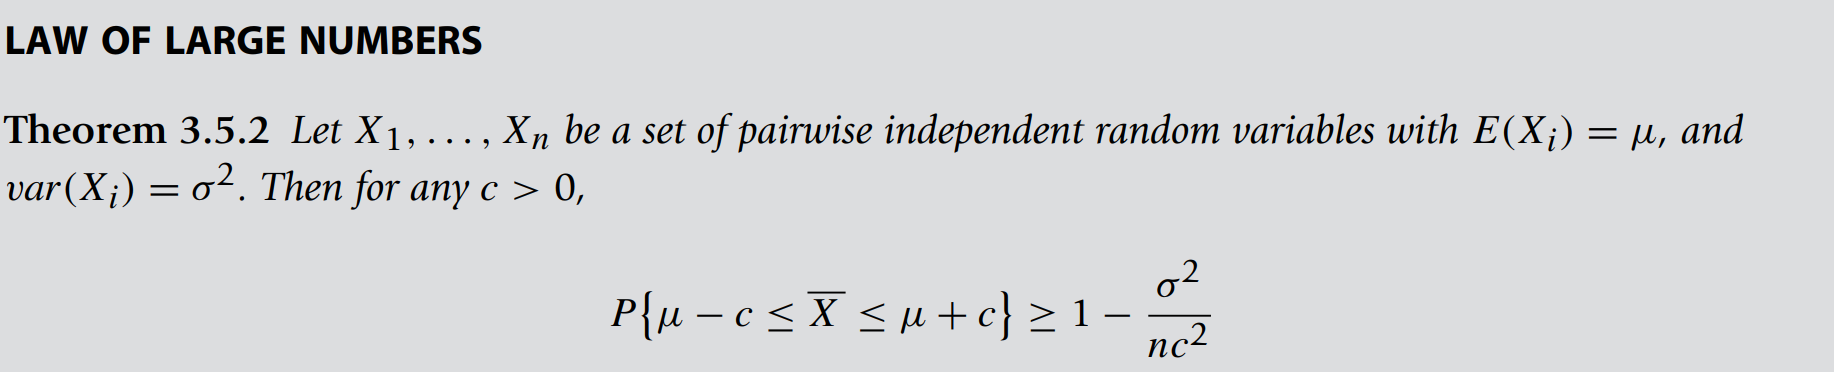 LAW OF LARGE NUMBERS
Theorem 3.5.2 Let X₁, . . . , Xₙ be a set of pairwise independent random variables with E(Xᵢ) = μ, and
var(Xᵢ) = σ². Then for any c > 0,
P{μ − c ≤ X̅ ≤ μ + c} ≥ 1 − σ²/nc²